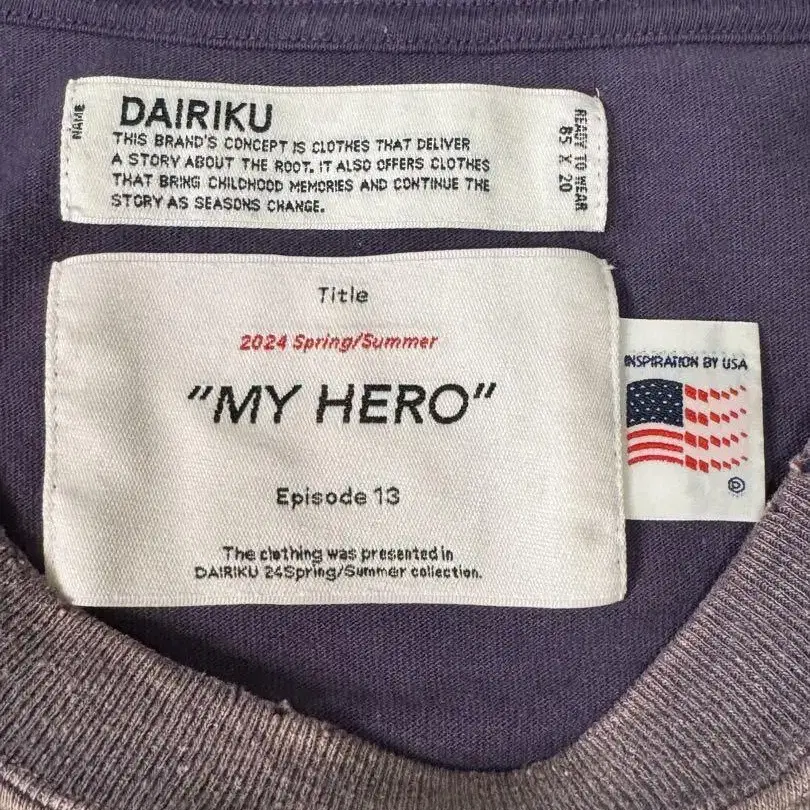 NAME
DAIRIKU
THIS BRAND'S CONCEPT IS CLOTHES THAT DELIVER
A STORY ABOUT THE ROOT. IT ALSO OFFERS CLOTHES
THAT BRING CHILDHOOD MEMORIES AND CONTINUE THE
STORY AS SEASONS CHANGE.
READY TO WEAR
85 X 20
Title
2024 Spring/Summer
"MY HERO"
Episode 13
The clothing was presented in
DAIRIKU 24Spring/Summer collection.
INSPIRATION BY USA